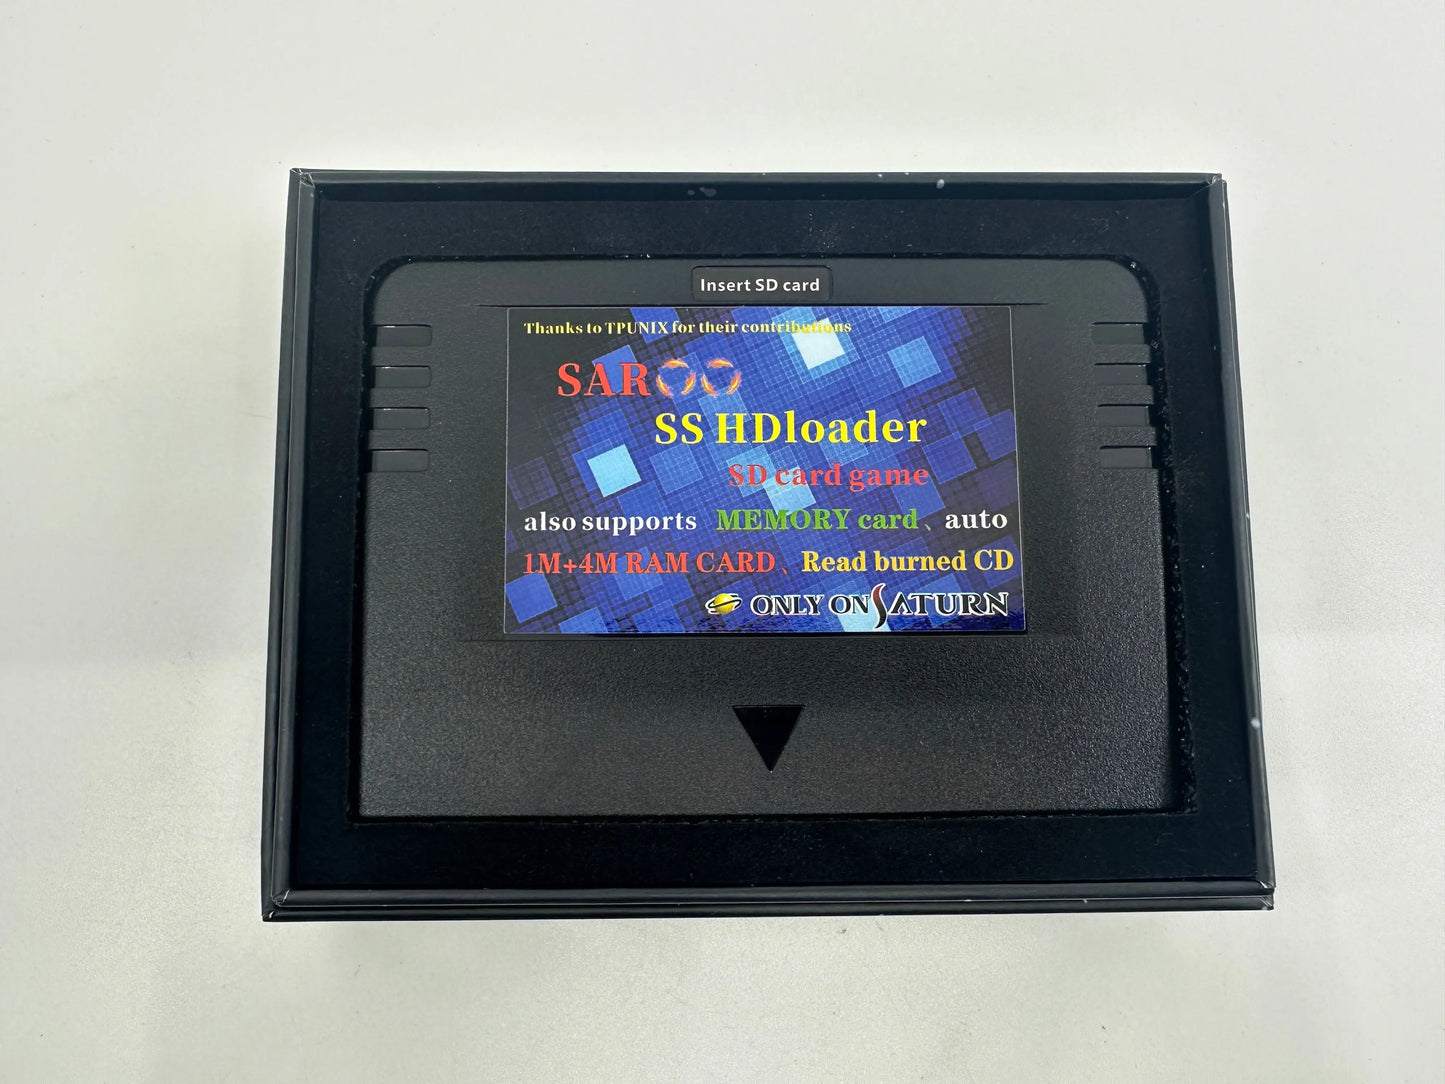 Insert SD card
Thanks to TPUNIX for their contributions
SAROO
SS HDloader
SD card game
also supports MEMORY card、auto
1M+4M RAM CARD、Read burned CD
ONLY ON SATURN